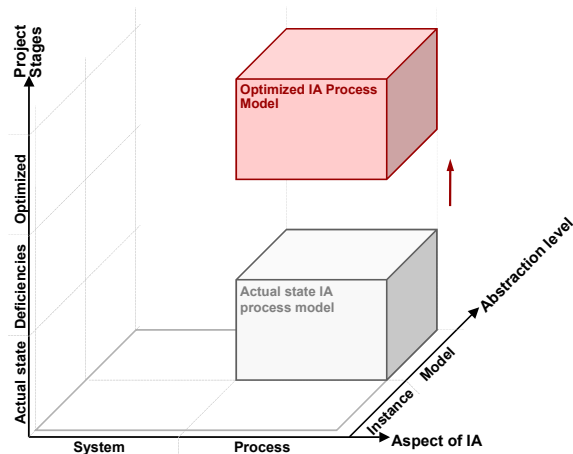 Project
Stages
Optimized IA Process
Model
Optimized
Deficiencies
Actual state
Actual state IA
process model
Abstraction level
Model
Instance
Aspect of IA
System
Process